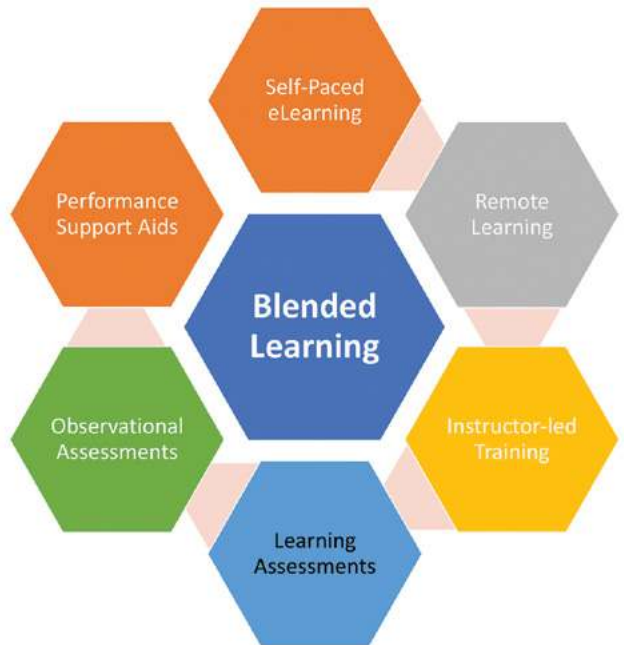 Self-Paced
eLearning
Remote
Learning
Instructor-led
Training
Learning
Assessments
Observational
Assessments
Performance
Support Aids
Blended
Learning